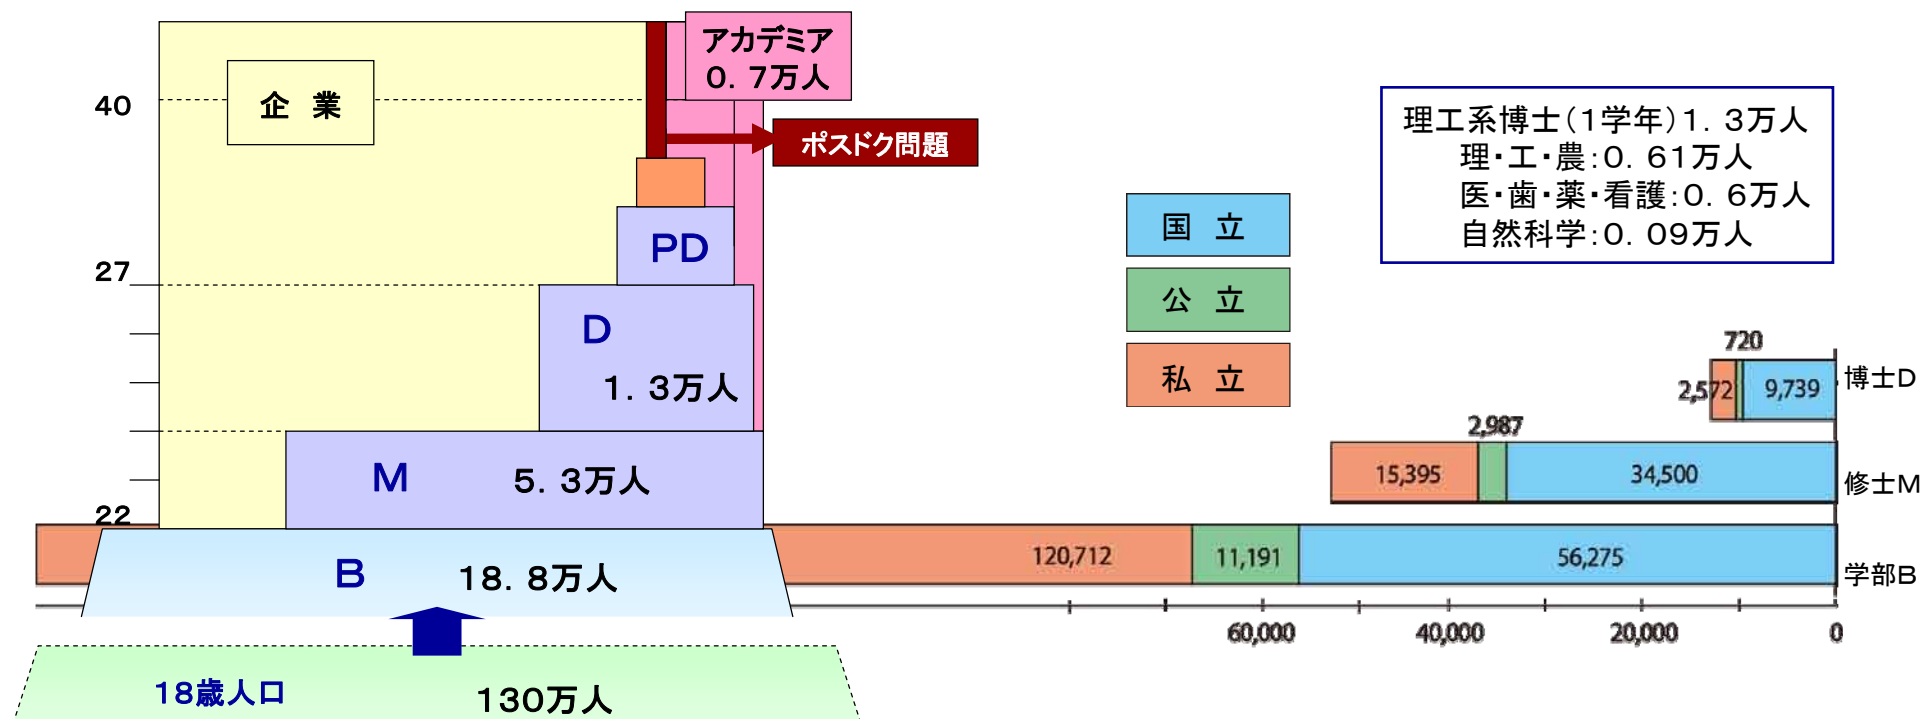 アカデミア
0．7万人
40
企　業
ポスドク問題
PD
27
D
1．3万人
M　5．3万人
22
B　18．8万人
18歳人口　130万人
理工系博士(1学年)1．3万人
理・工・農：0．61万人
医・歯・薬・看護：0．6万人
自然科学：0．09万人
国　立
公　立
私　立
720
2,572　9,739　博士D
2,987
15,395　34,500　修士M
120,712　11,191　56,275　学部B
60,000　40,000　20,000　0